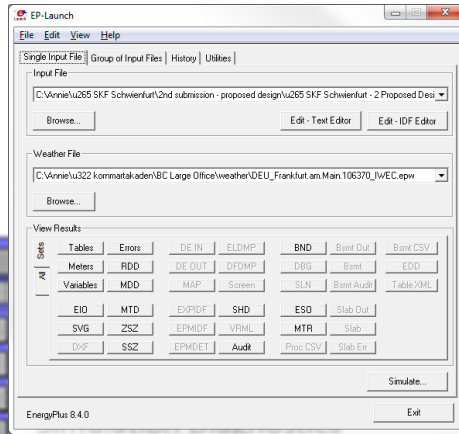 EP-Launch
File Edit View Help
Single Input File Group of Input Files History Utilities
Input File
C:\Annie\u265 SKF Schwienfurt\2nd submission - proposed design\u265 SKF Schwienfurt - 2 Proposed Desi
Browse... Edit - Text Editor Edit - IDF Editor
Weather File
C:\Annie\u322 kornmartakaden\BC Large Office\weather\DEU_Frankfurt.am.Main.106370_IWEC.epw
Browse...
View Results
Sets
All
Tables Errors DE IN ELDMP BND Bsmt Out Bsmt CSV
Meters RDD DE OUT DFDMP DBG Bsmt EDD
Variables MDD MAP Screen SLN Bsmt Audit Table XML
EIO MTD EXPIDF SHD ESO Slab Out
SVG ZSZ EPMIDF VRML MTR Slab
DXF SSZ EPMDET Audit Proc CSV Slab Err
Simulate...
EnergyPlus 8.4.0 Exit